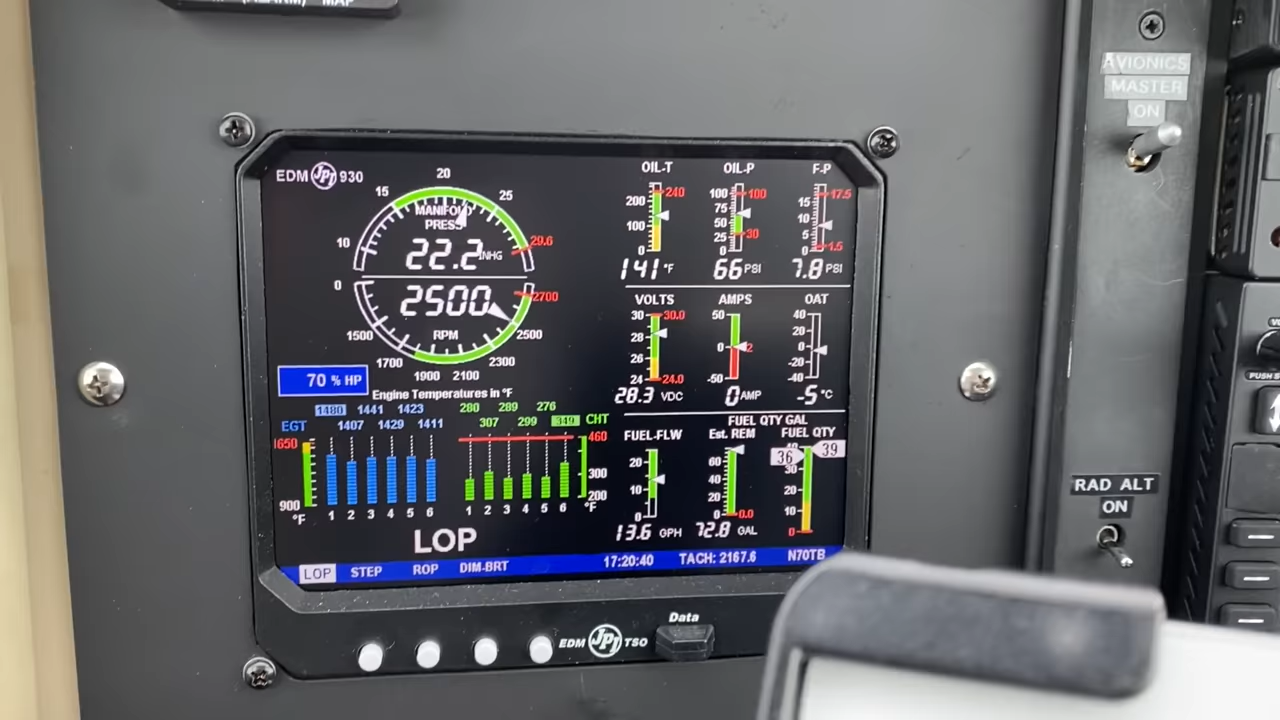 (ALARM) MAP
AVIONICS
MASTER
ON
EDM JPI 930
10 15 20 25 29.6
MANIFOLD
PRESS
22.2 INHG
2500
RPM
0 1500 1700 1900 2100 2300 2500 2700
70 % HP
Engine Temperatures in °F
OIL-T OIL-P F-P
200 100 0 240
100 75 50 25 0 100 30
15 10 5 0 17.5 1.5
141 °F 66 PSI 7.8 PSI
VOLTS AMPS OAT
30 28 26 24 30.0 24.0
50 0 -50 2
40 20 0 -20 -40
28.3 VDC 0 AMP -5 °C
EGT 1480 1407 1441 1429 1423 1411
280 307 289 299 276 349 CHT
1650 900 °F
460 300 200 °F
1 2 3 4 5 6
1 2 3 4 5 6
FUEL QTY GAL
FUEL-FLW Est. REM FUEL QTY
20 10 0
60 40 20 0 0.0
36 39
30 20 10 0
13.6 GPH 72.8 GAL
LOP
LOP STEP ROP DIM-BRT 17:20:40 TACH: 2167.6 N70TB
EDM JPI TSO
Data
RAD ALT
ON
PUSH